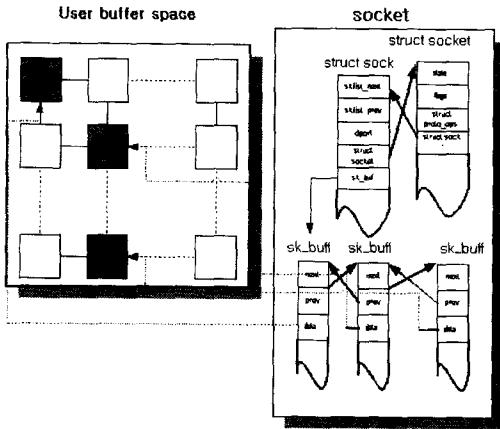 User buffer space
socket
struct socket
struct sock
state
flags
struct
proto_ops
struct sock
sklist_next
sklist_prev
dport
struct
socket
sk_buf
sk_buff
sk_buff
sk_buff
next
next
next
prev
prev
prev
data
data
data